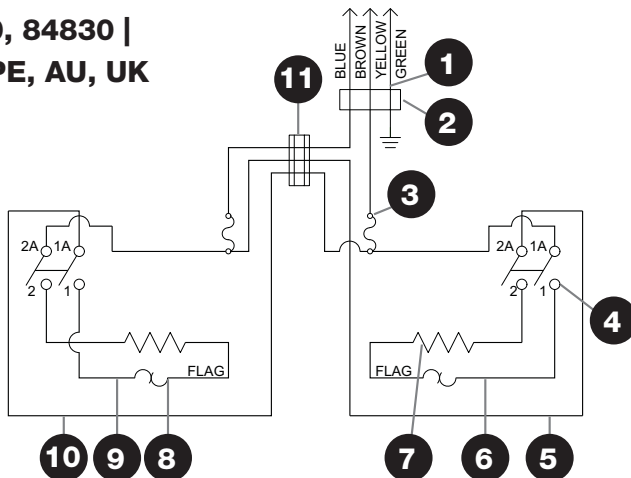 , 84830 |
PE, AU, UK
BLUE
BROWN
YELLOW
GREEN
1
2
11
3
2A 1A
2 1
FLAG
2A 1A
2 1
4
FLAG
10 9 8 7 6 5